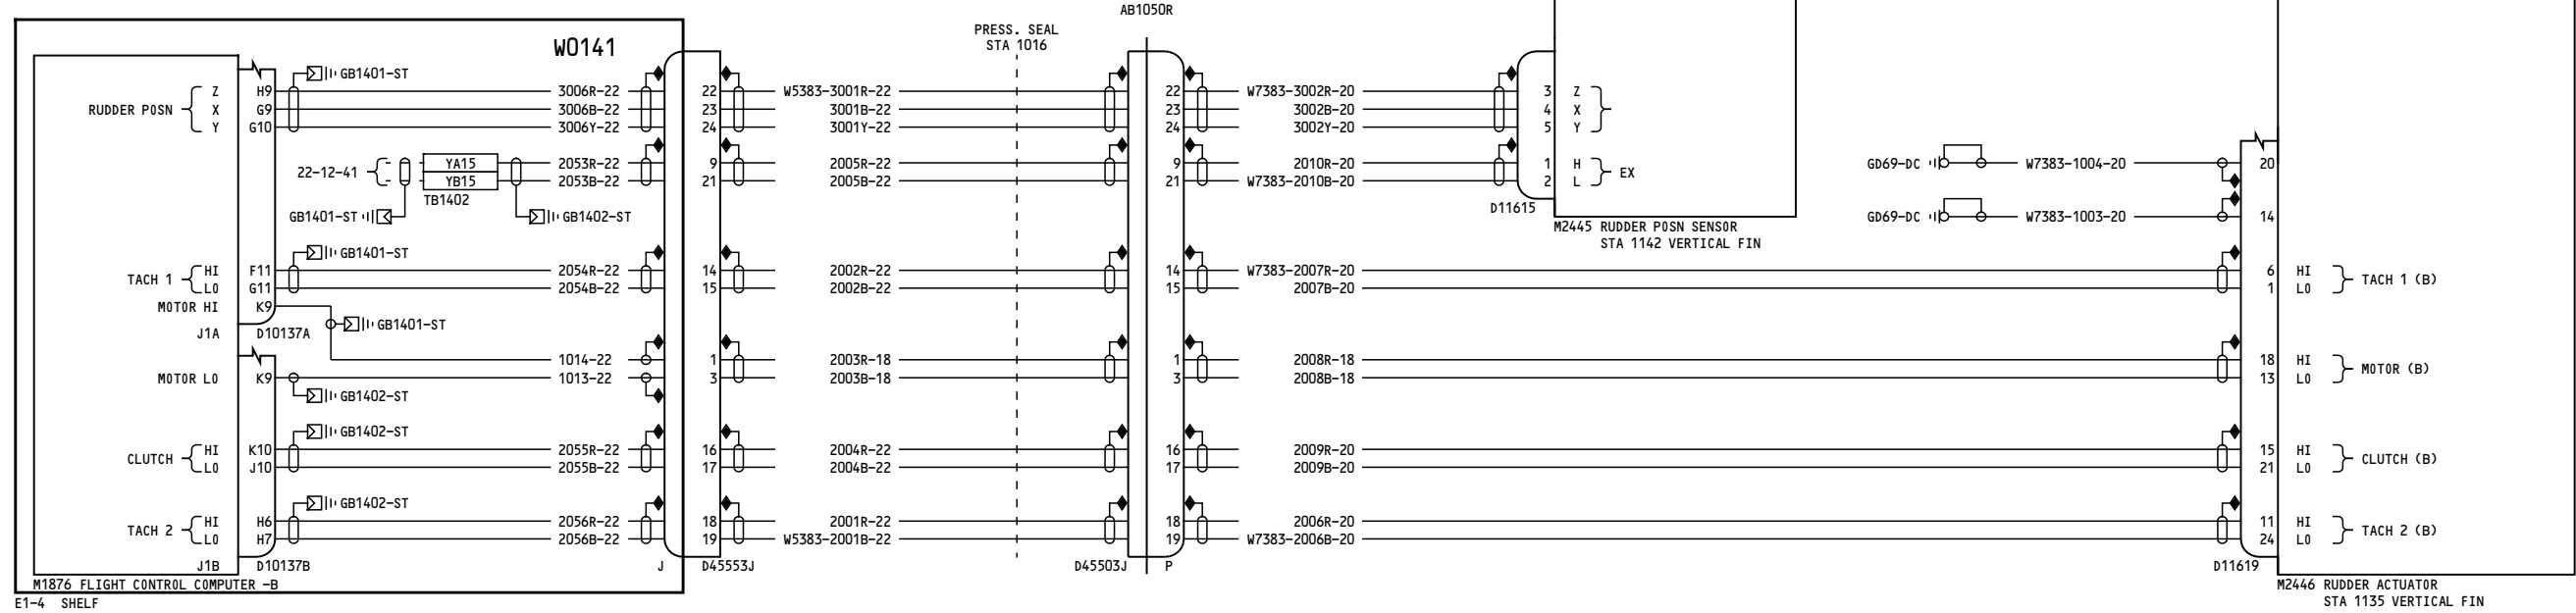 AB1050R
PRESS. SEAL
STA 1016
W0141
GB1401-ST
RUDDER POSN
Z H9 3006R-22 22 W5383-3001R-22 22 W7383-3002R-20 3 Z
X G9 3006B-22 23 3001B-22 23 3002B-20 4 X
Y G10 3006Y-22 24 3001Y-22 24 3002Y-20 5 Y
22-12-41
YA15 2053R-22 9 2005R-22 9 2010R-20 1 H
YB15 2053B-22 21 2005B-22 21 W7383-2010B-20 2 L
EX
TB1402
GB1401-ST
GB1402-ST
D11615
M2445 RUDDER POSN SENSOR
STA 1142 VERTICAL FIN
GD69-DC W7383-1004-20 20
GD69-DC W7383-1003-20 14
GB1401-ST
TACH 1
HI F11 2054R-22 14 2002R-22 14 W7383-2007R-20 6 HI
LO G11 2054B-22 15 2002B-22 15 2007B-20 1 LO
TACH 1 (B)
MOTOR HI K9
GB1401-ST
J1A D10137A
1014-22 1 2003R-18 1 2008R-18 18 HI
MOTOR LO K9 1013-22 3 2003B-18 3 2008B-18 13 LO
MOTOR (B)
GB1402-ST
GB1402-ST
CLUTCH
HI K10 2055R-22 16 2004R-22 16 2009R-20 15 HI
LO J10 2055B-22 17 2004B-22 17 2009B-20 21 LO
CLUTCH (B)
GB1402-ST
TACH 2
HI H6 2056R-22 18 2001R-22 18 2006R-20 11 HI
LO H7 2056B-22 19 W5383-2001B-22 19 W7383-2006B-20 24 LO
TACH 2 (B)
J1B D10137B J D45553J D45503J P D11619
M1876 FLIGHT CONTROL COMPUTER -B
E1-4 SHELF
M2446 RUDDER ACTUATOR
STA 1135 VERTICAL FIN